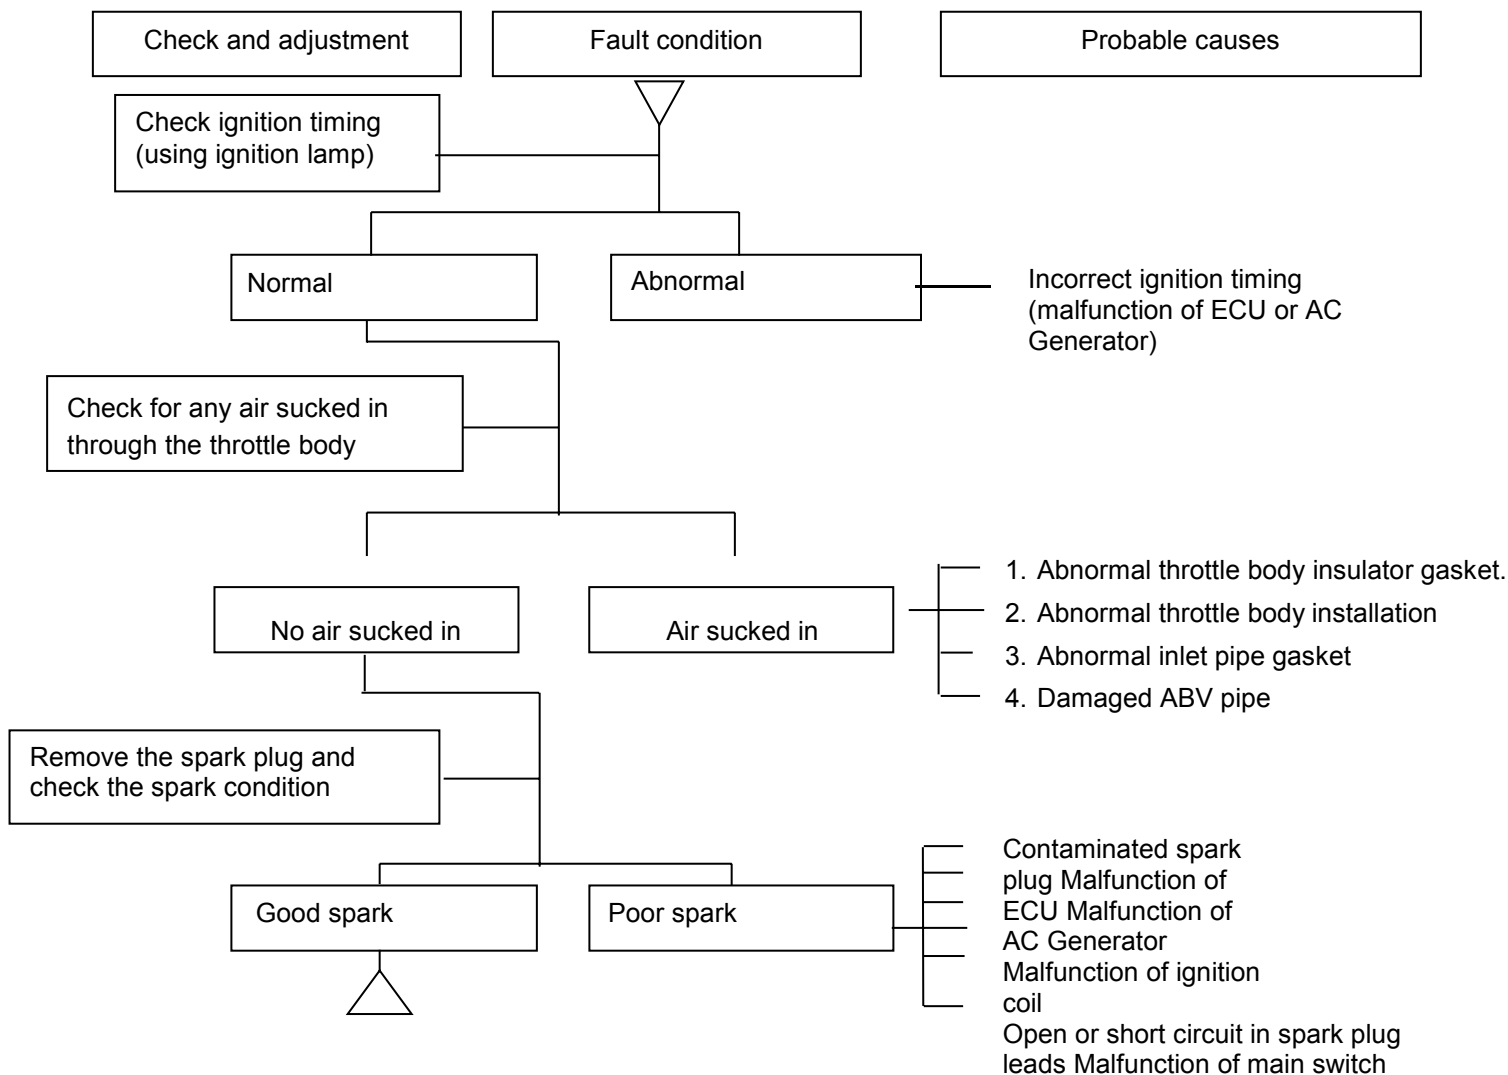 Check and adjustment
Fault condition
Probable causes
Check ignition timing
(using ignition lamp)
Normal
Abnormal
Incorrect ignition timing
(malfunction of ECU or AC
Generator)
Check for any air sucked in
through the throttle body
No air sucked in
Air sucked in
1. Abnormal throttle body insulator gasket.
2. Abnormal throttle body installation
3. Abnormal inlet pipe gasket
4. Damaged ABV pipe
Remove the spark plug and
check the spark condition
Good spark
Poor spark
Contaminated spark
plug Malfunction of
ECU Malfunction of
AC Generator
Malfunction of ignition
coil
Open or short circuit in spark plug
leads Malfunction of main switch